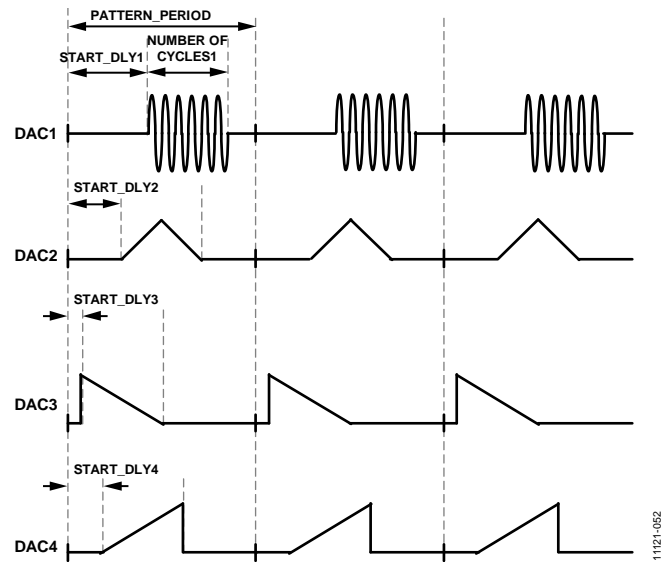 PATTERN_PERIOD
NUMBER OF
CYCLES1
START_DLY1
DAC1
START_DLY2
DAC2
START_DLY3
DAC3
START_DLY4
DAC4
11121-052